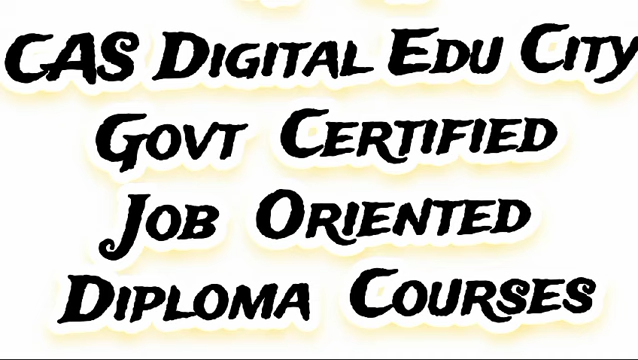 CAS Digital Edu City
Govt Certified
Job Oriented
Diploma Courses